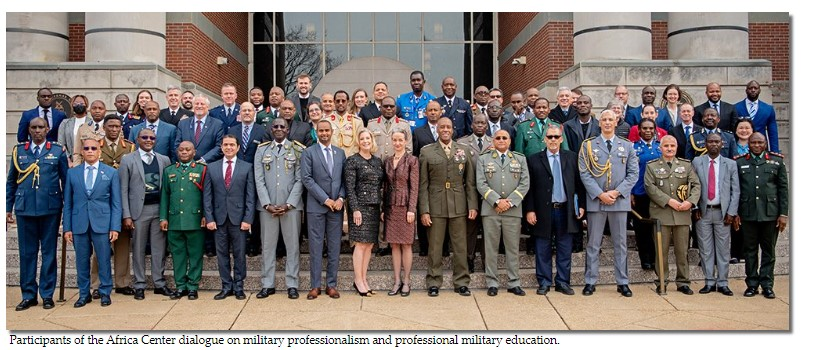 Participants of the Africa Center dialogue on military professionalism and professional military education.